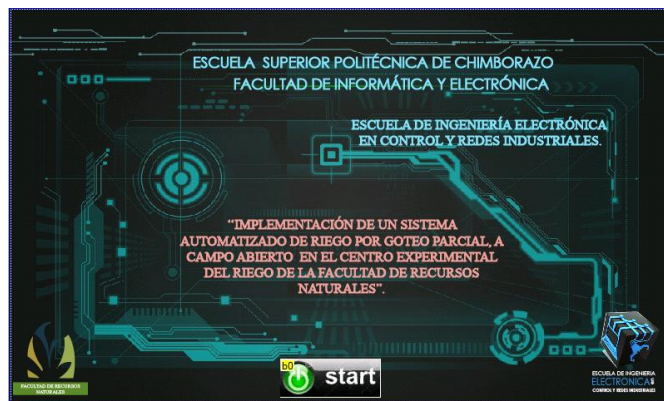 ESCUELA SUPERIOR POLITÉCNICA DE CHIMBORAZO
FACULTAD DE INFORMÁTICA Y ELECTRÓNICA
ESCUELA DE INGENIERÍA ELECTRÓNICA
EN CONTROL Y REDES INDUSTRIALES.
“IMPLEMENTACIÓN DE UN SISTEMA
AUTOMATIZADO DE RIEGO POR GOTEO PARCIAL, A
CAMPO ABIERTO EN EL CENTRO EXPERIMENTAL
DEL RIEGO DE LA FACULTAD DE RECURSOS
NATURALES”.
FACULTAD DE RECURSOS
NATURALES
b0
start
ESCUELA DE INGENIERIA
ELECTRONICA EN
CONTROL Y REDES INDUSTRIALES